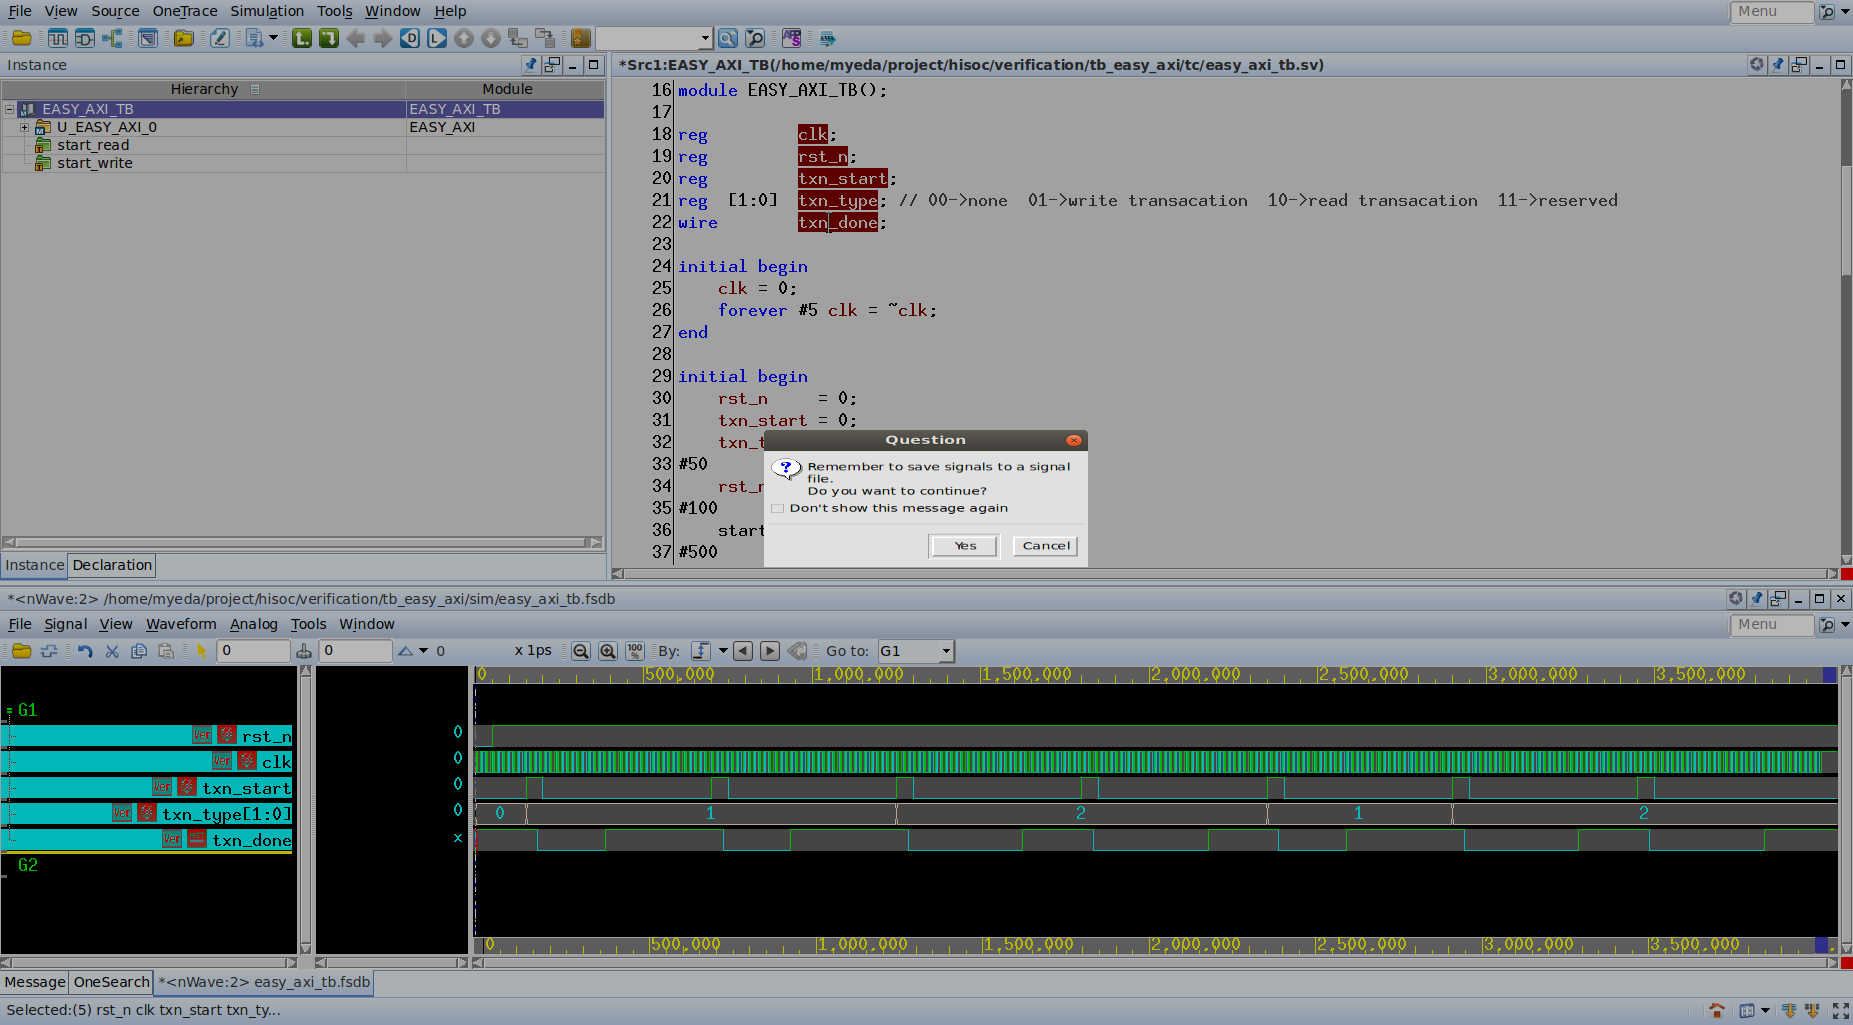 File View Source OneTrace Simulation Tools Window Help Menu
Instance
Hierarchy Module
EASY_AXI_TB EASY_AXI_TB
U_EASY_AXI_0 EASY_AXI
start_read
start_write
Instance Declaration
*Src1:EASY_AXI_TB(/home/myeda/project/hisoc/verification/tb_easy_axi/tc/easy_axi_tb.sv)
16 module EASY_AXI_TB();
17
18 reg clk;
19 reg rst_n;
20 reg txn_start;
21 reg [1:0] txn_type; // 00->none 01->write transacation 10->read transacation 11->reserved
22 wire txn_done;
23
24 initial begin
25 clk = 0;
26 forever #5 clk = ~clk;
27 end
28
29 initial begin
30 rst_n = 0;
31 txn_start = 0;
32 txn_t
33 #50
34 rst_n
35 #100
36 start
37 #500
Question
Remember to save signals to a signal
file.
Do you want to continue?
Don't show this message again
Yes Cancel
*<nWave:2> /home/myeda/project/hisoc/verification/tb_easy_axi/sim/easy_axi_tb.fsdb
File Signal View Waveform Analog Tools Window Menu
0 0 0 x 1ps 100 % By: Go to: G1
0 500,000 1,000,000 1,500,000 2,000,000 2,500,000 3,000,000 3,500,000
G1
Ver rst_n 0
Ver clk 0
Ver txn_start 0
Ver txn_type[1:0] 0 0 1 2 1 2
Ver txn_done x
G2
0 500,000 1,000,000 1,500,000 2,000,000 2,500,000 3,000,000 3,500,000
Message OneSearch *<nWave:2> easy_axi_tb.fsdb
Selected:(5) rst_n clk txn_start txn_ty...